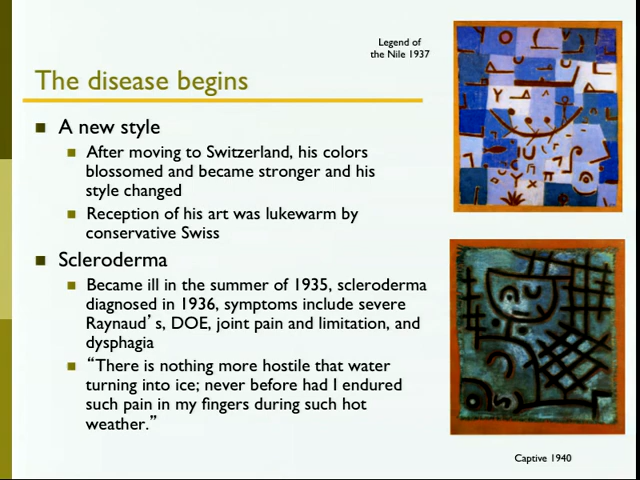 Legend of
the Nile 1937
The disease begins
A new style
After moving to Switzerland, his colors
blossomed and became stronger and his
style changed
Reception of his art was lukewarm by
conservative Swiss
Scleroderma
Became ill in the summer of 1935, scleroderma
diagnosed in 1936, symptoms include severe
Raynaud’s, DOE, joint pain and limitation, and
dysphagia
“There is nothing more hostile that water
turning into ice; never before had I endured
such pain in my fingers during such hot
weather.”
Captive 1940